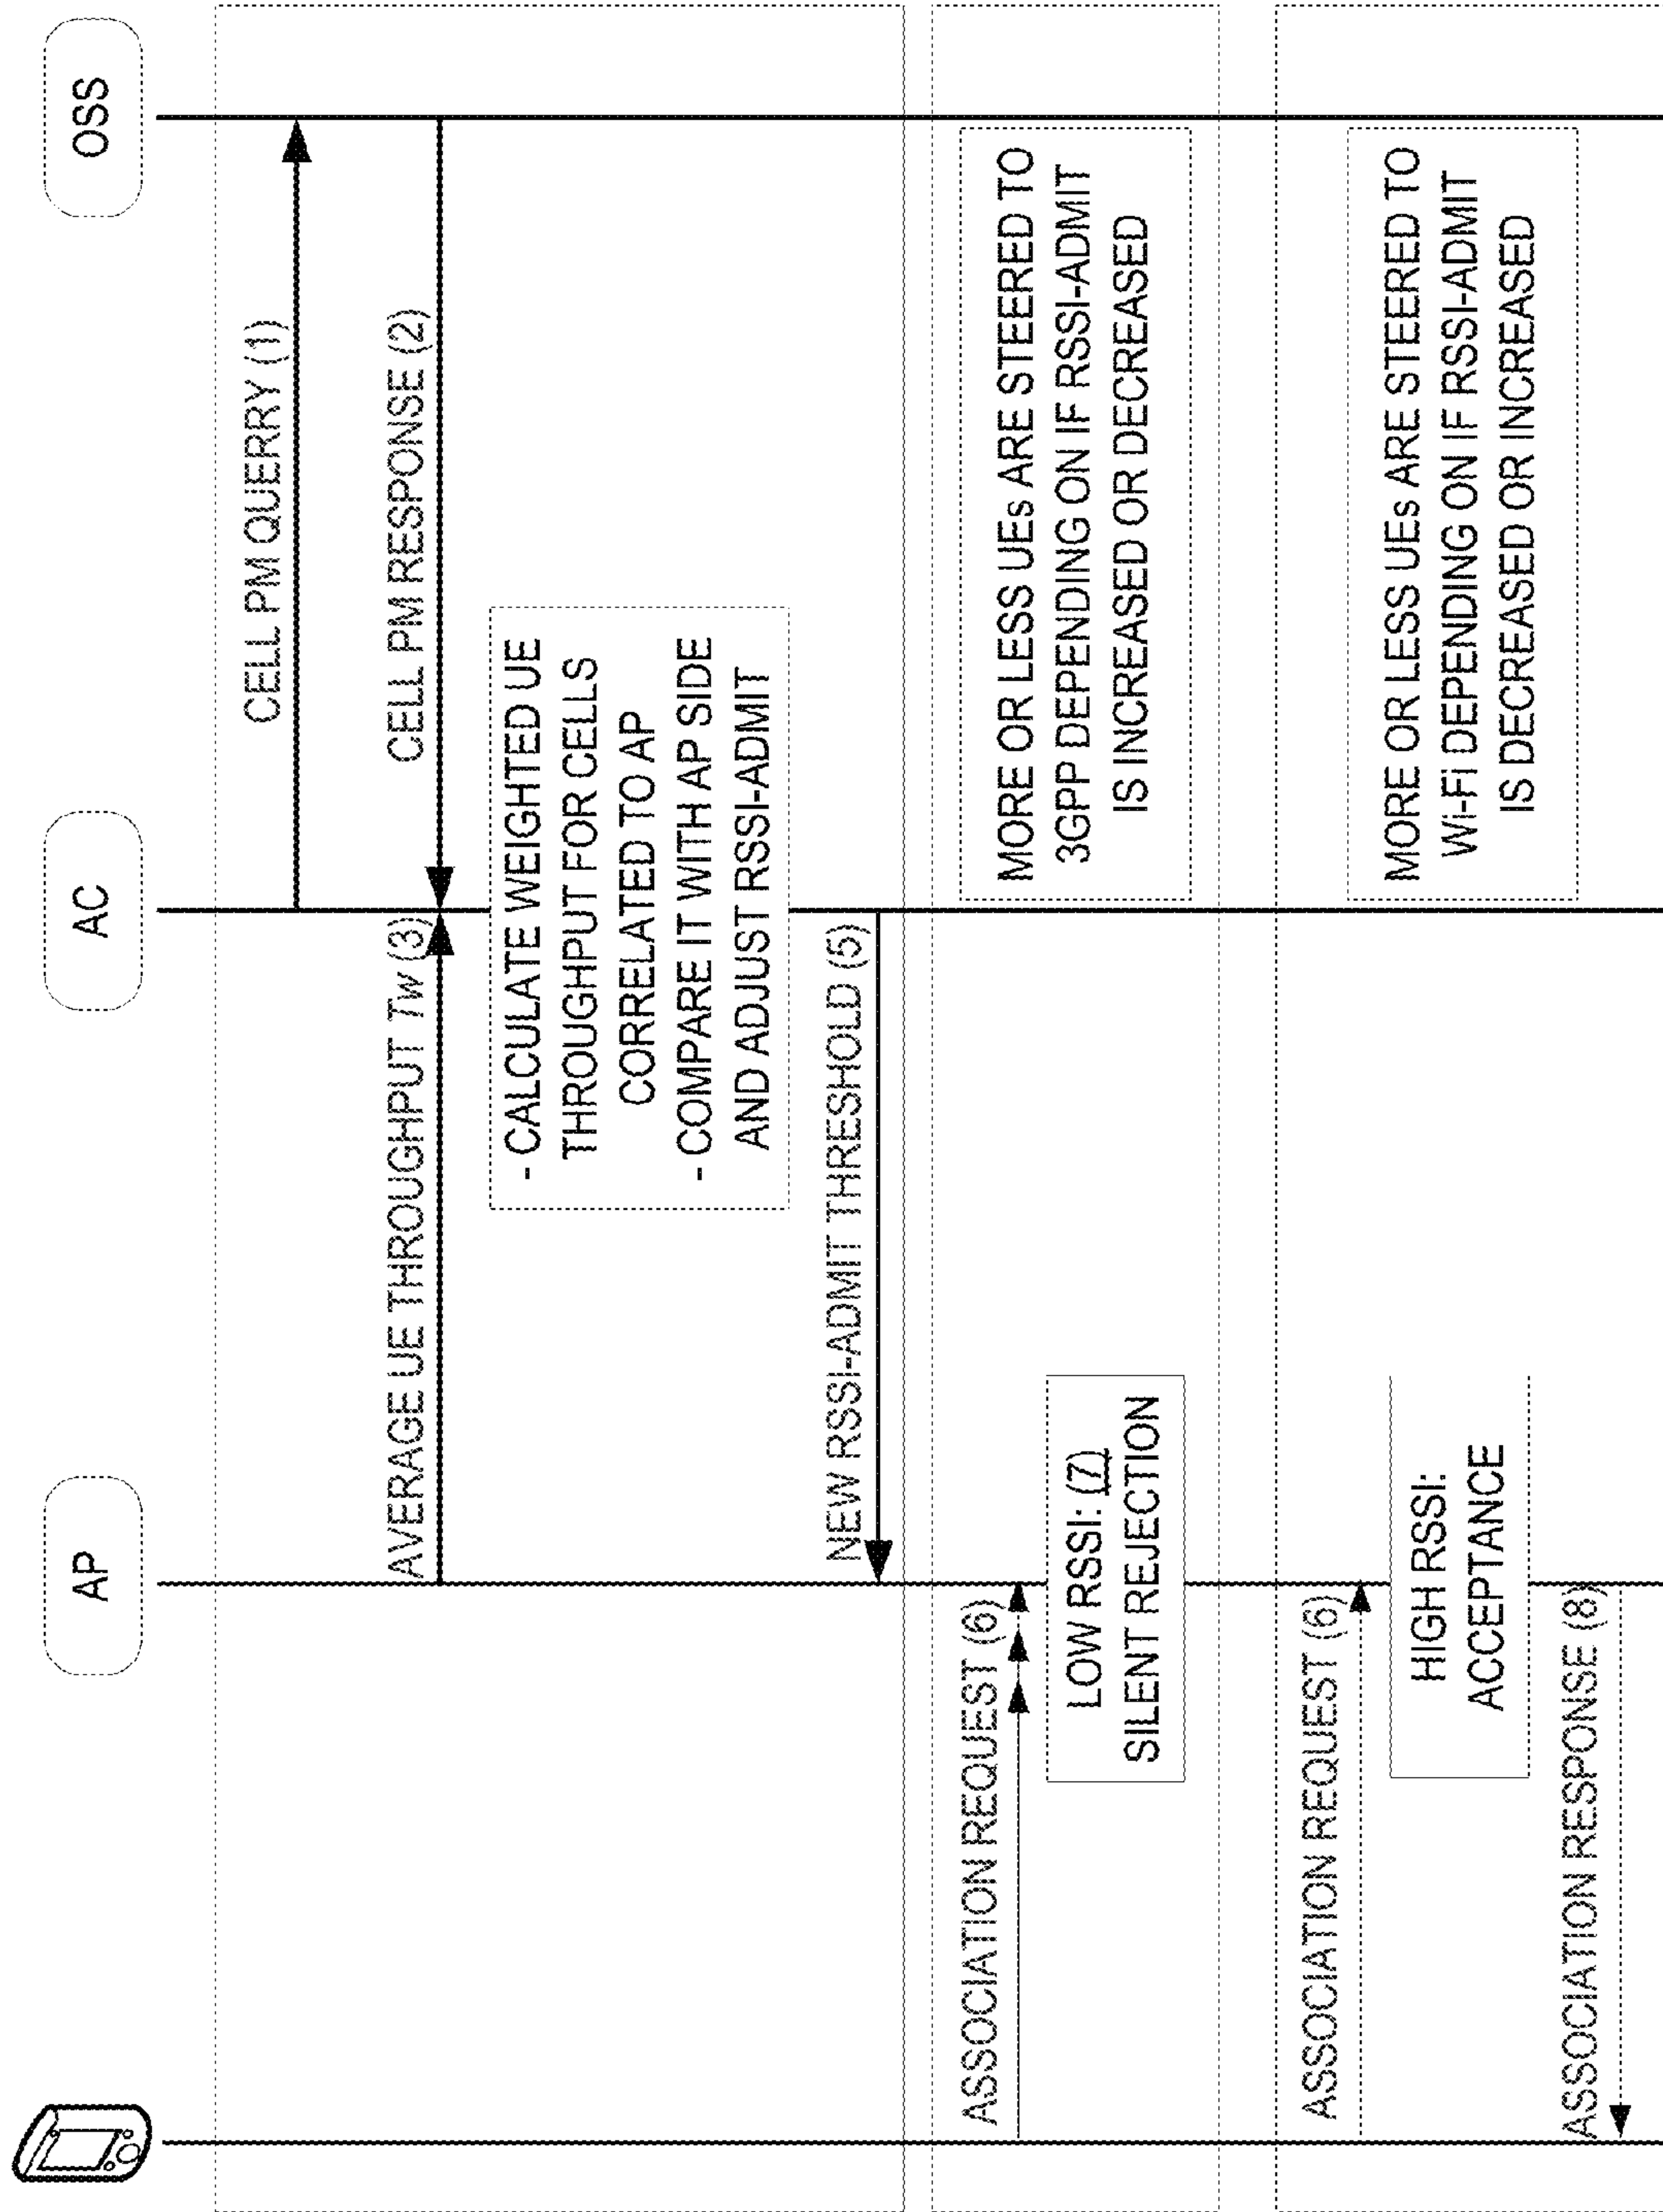 AP
AC
OSS
CELL PM QUERRY (1)
AVERAGE UE THROUGHPUT Tw (3)
CELL PM RESPONSE (2)
- CALCULATE WEIGHTED UE
THROUGHPUT FOR CELLS
CORRELATED TO AP
- COMPARE IT WITH AP SIDE
AND ADJUST RSSI-ADMIT
NEW RSSI-ADMIT THRESHOLD (5)
ASSOCIATION REQUEST (6)
LOW RSSI: (7)
SILENT REJECTION
MORE OR LESS UEs ARE STEERED TO
3GPP DEPENDING ON IF RSSI-ADMIT
IS INCREASED OR DECREASED
ASSOCIATION REQUEST (6)
HIGH RSSI:
ACCEPTANCE
MORE OR LESS UEs ARE STEERED TO
Wi-Fi DEPENDING ON IF RSSI-ADMIT
IS DECREASED OR INCREASED
ASSOCIATION RESPONSE (8)